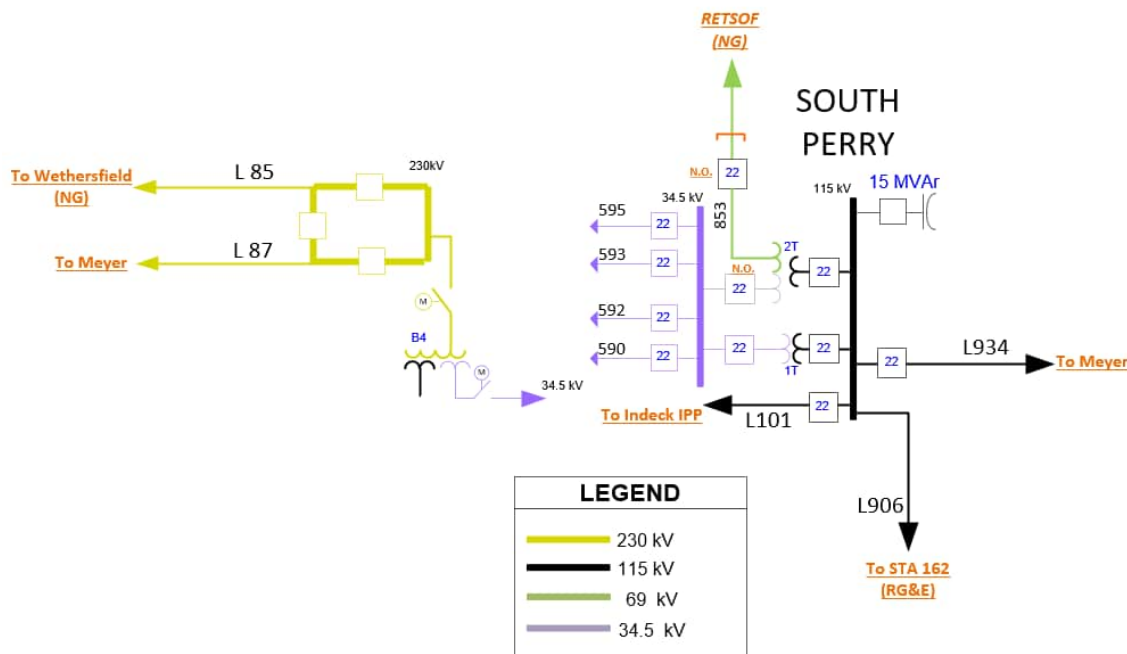 RETSOF
(NG)
SOUTH
PERRY
To Wethersfield
(NG)
L 85
230kV
To Meyer
L 87
N.O.
22
853
34.5 kV
115 kV
15 MVAr
595
22
593
22
592
22
590
22
2T
N.O.
22
22
22
22
1T
22
L934
To Meyer
M
B4
M
34.5 kV
To Indeck IPP
L101
22
L906
To STA 162
(RG&E)
LEGEND
230 kV
115 kV
69 kV
34.5 kV